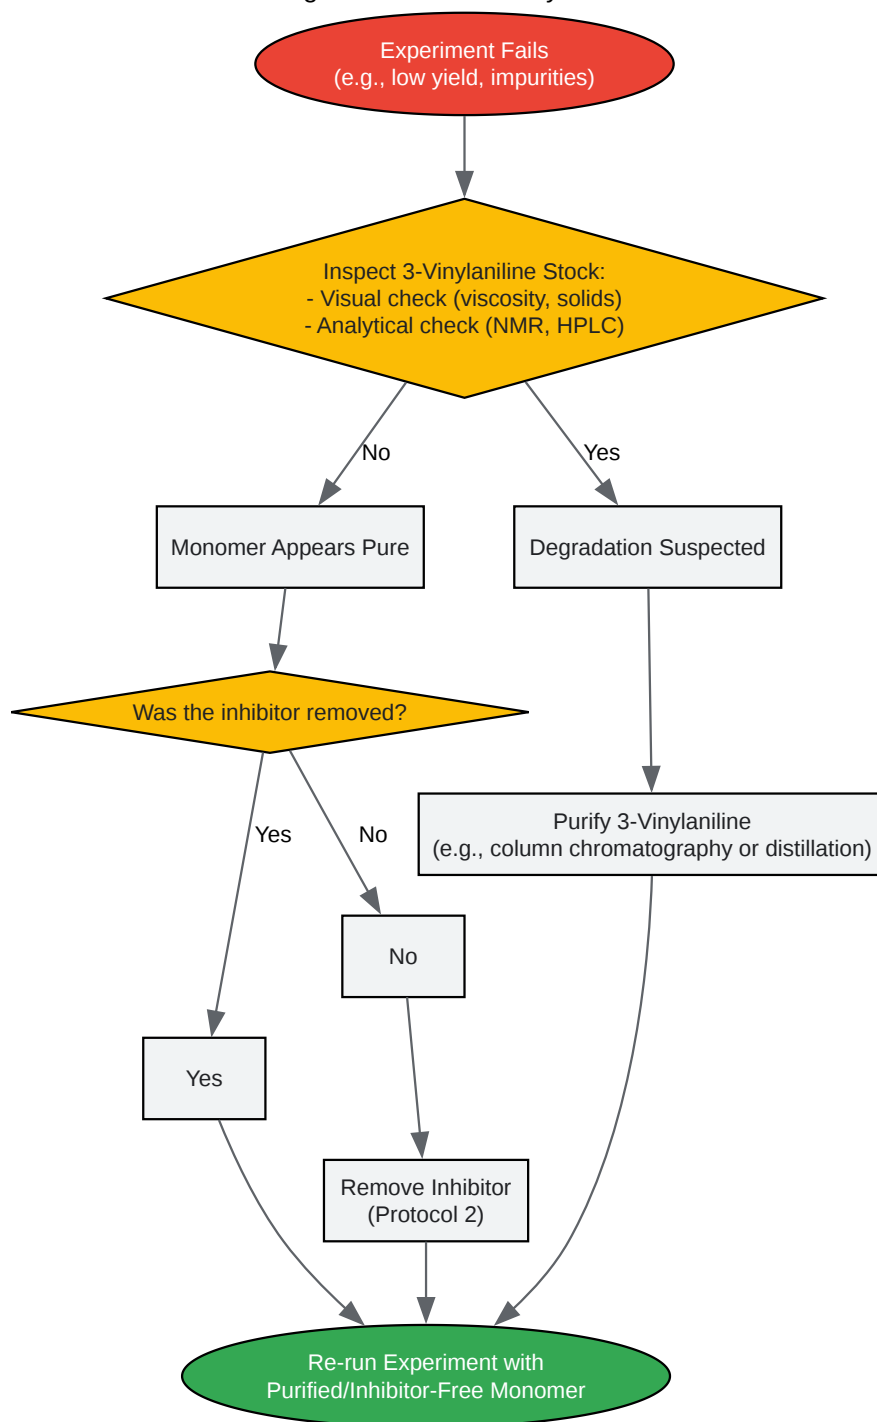 Experiment Fails
(e.g., low yield, impurities)
Inspect 3-Vinylaniline Stock:
- Visual check (viscosity, solids)
- Analytical check (NMR, HPLC)
No
Yes
Monomer Appears Pure
Degradation Suspected
Was the inhibitor removed?
Purify 3-Vinylaniline
(e.g., column chromatography or distillation)
Yes
No
No
Yes
Remove Inhibitor
(Protocol 2)
Re-run Experiment with
Purified/Inhibitor-Free Monomer